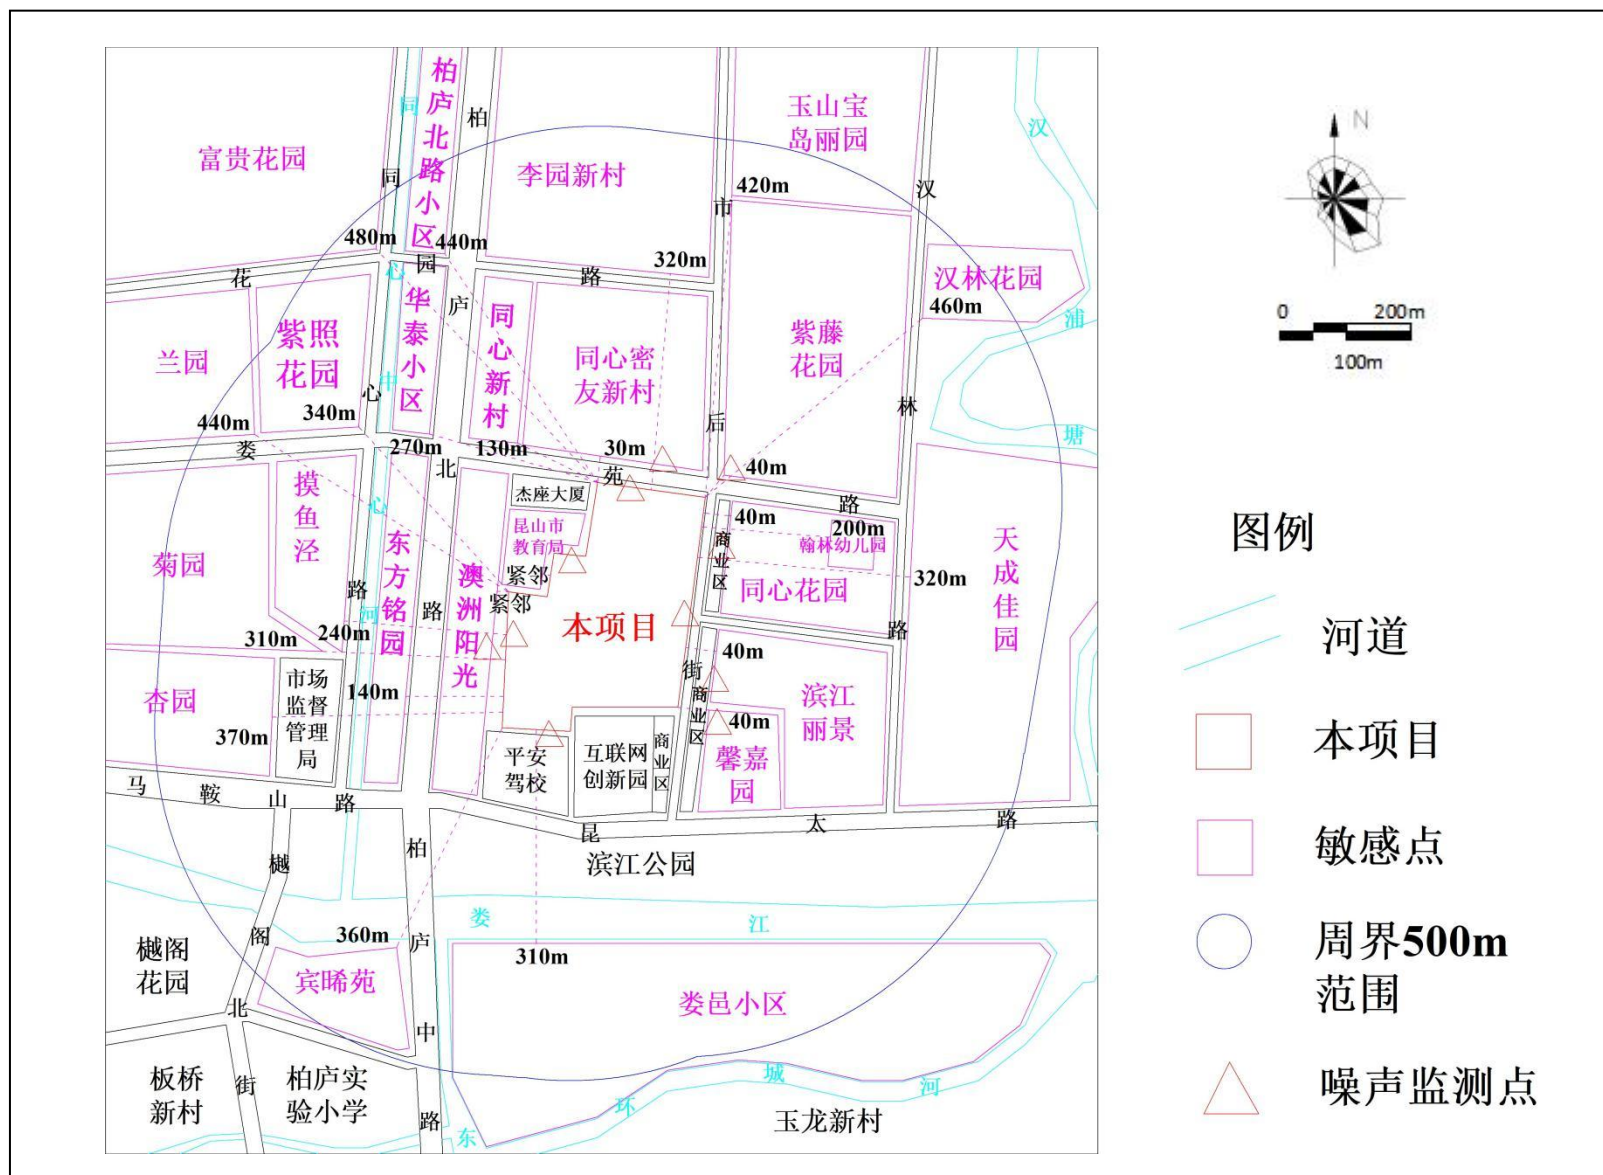 柏庐北路小区
同
柏
玉山宝
岛丽园
汉
N
富贵花园
李园新村
同
420m
汉
市
480m
440m
320m
花
心
园
路
汉林花园
庐
460m
0
200m
100m
浦
兰园
紫照
花园
华泰小区
同心新村
同心密
友新村
紫藤
花园
中
心
林
440m
340m
后
塘
娄
270m
北
130m
30m
苑
40m
摸鱼泾
心
杰座大厦
路
40m
200m
图例
菊园
东方铭园
澳洲阳光
昆山市
教育局
商业区
翰林幼儿园
天成佳园
紧邻
320m
路
河
路
紧邻
同心花园
本项目
路
河道
310m
240m
40m
市场
监督
管理
局
街
杏园
140m
商业区
滨江
丽景
本项目
370m
40m
平安
驾校
互联网
创新园
商业区
馨嘉
园
马
鞍
山
路
昆
太
路
柏
滨江公园
敏感点
樾
娄
江
360m
阁
庐
310m
周界500m
范围
樾阁
花园
宾晞苑
娄邑小区
北
中
板桥
新村
街
柏庐实
验小学
路
东
环
城
河
玉龙新村
噪声监测点